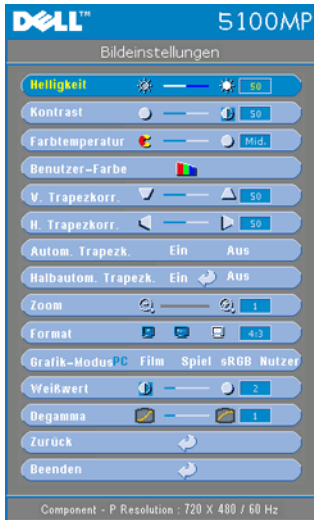 DELL™ 5100MP
Bildeinstellungen
Helligkeit 50
Kontrast 50
Farbtemperatur Mid.
Benutzer-Farbe
V. Trapezkorr. 50
H. Trapezkorr. 50
Autom. Trapezk. Ein Aus
Halbautom. Trapezk. Ein Aus
Zoom 1
Format 4:3
Grafik-Modus PC Film Spiel sRGB Nutzer
Weißwert 2
Degamma 1
Zurück
Beenden
Component - P Resolution : 720 X 480 / 60 Hz